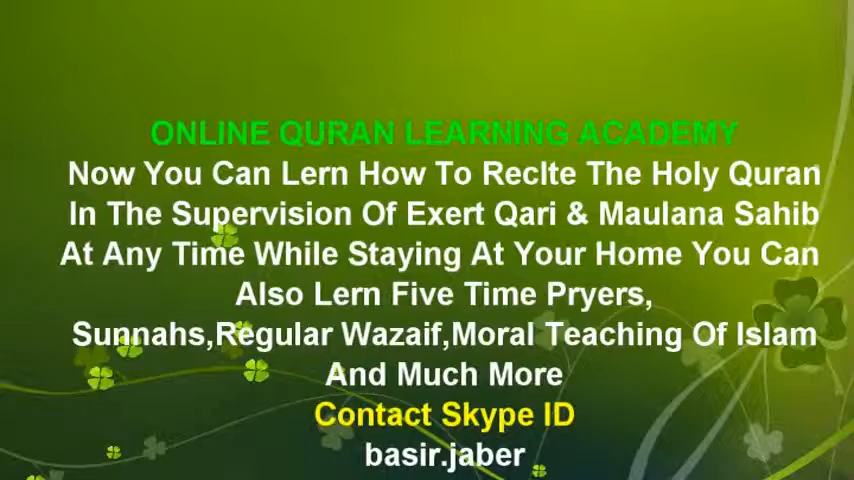 ONLINE QURAN LEARNING ACADEMY
Now You Can Lern How To Reclte The Holy Quran
In The Supervision Of Exert Qari & Maulana Sahib
At Any Time While Staying At Your Home You Can
Also Lern Five Time Pryers,
Sunnahs,Regular Wazaif,Moral Teaching Of Islam
And Much More
Contact Skype ID
basir.jaber